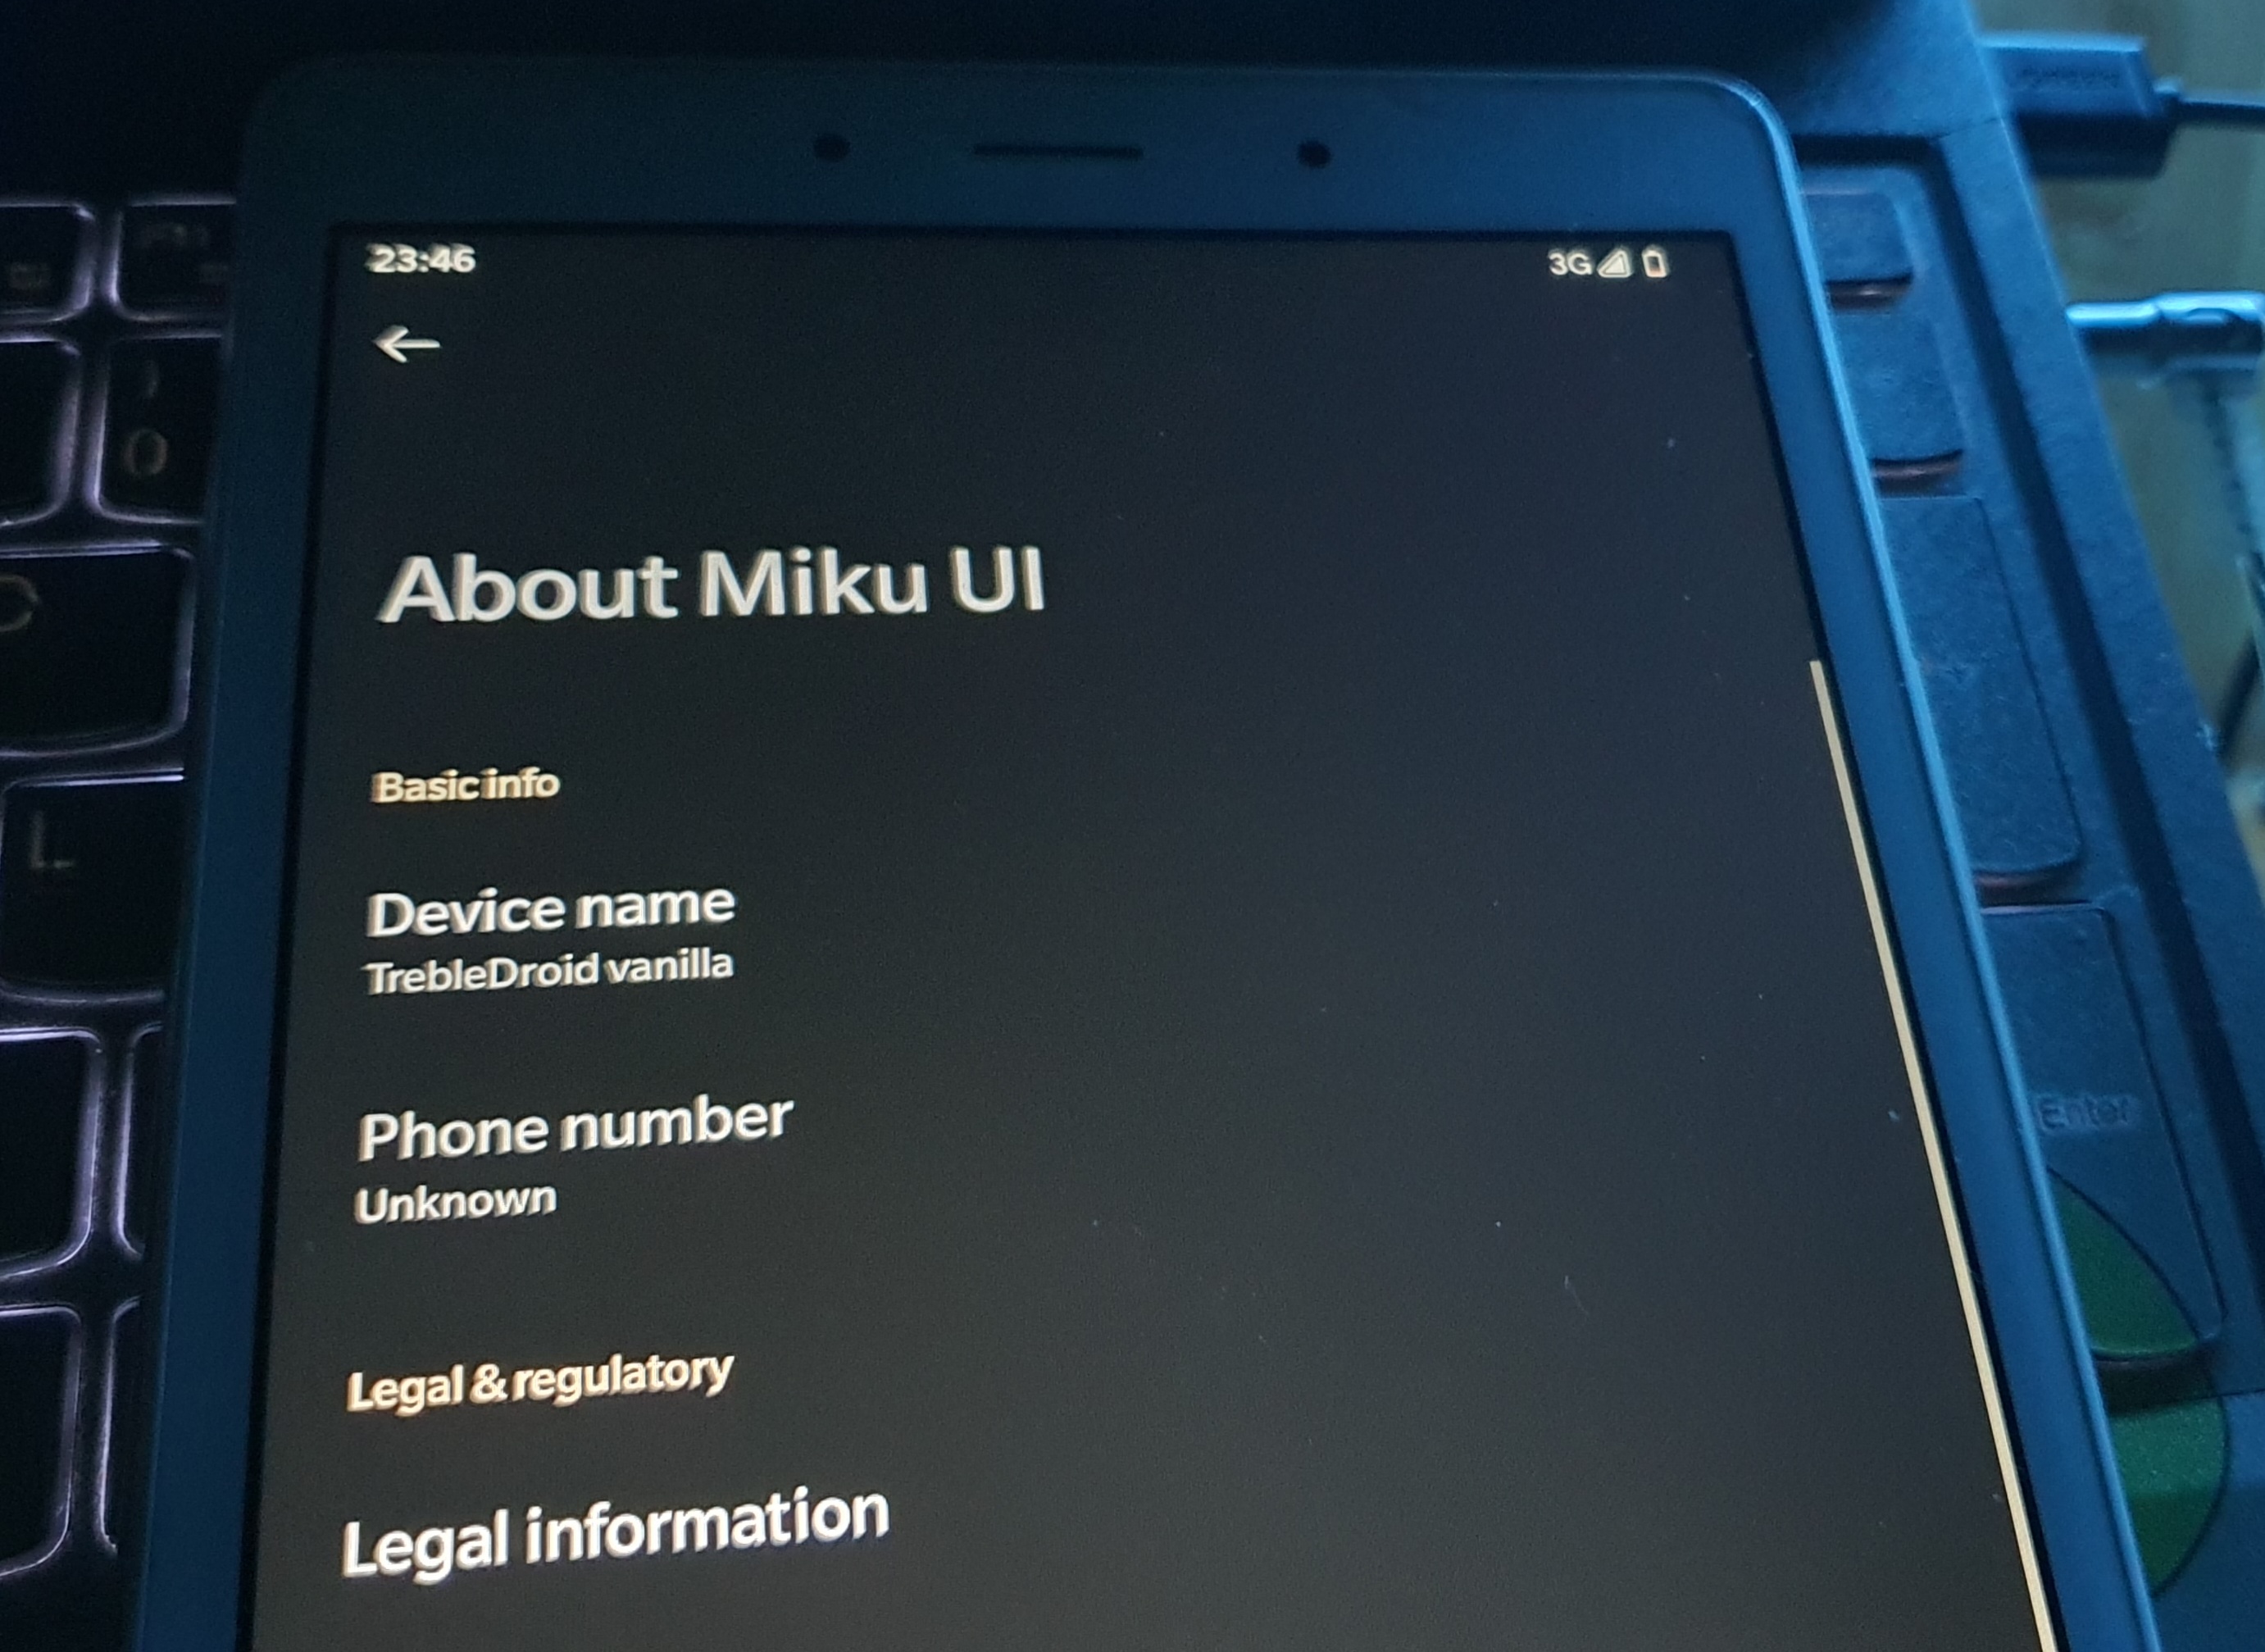 23:46 3G
About Miku UI
Basic info
Device name
TrebleDroid vanilla
Phone number
Unknown
Legal & regulatory
Legal information
)
0
L
Enter